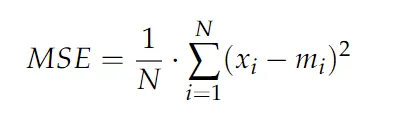 MSE = \frac{1}{N} \cdot \sum_{i=1}^{N} (x_i - m_i)^2